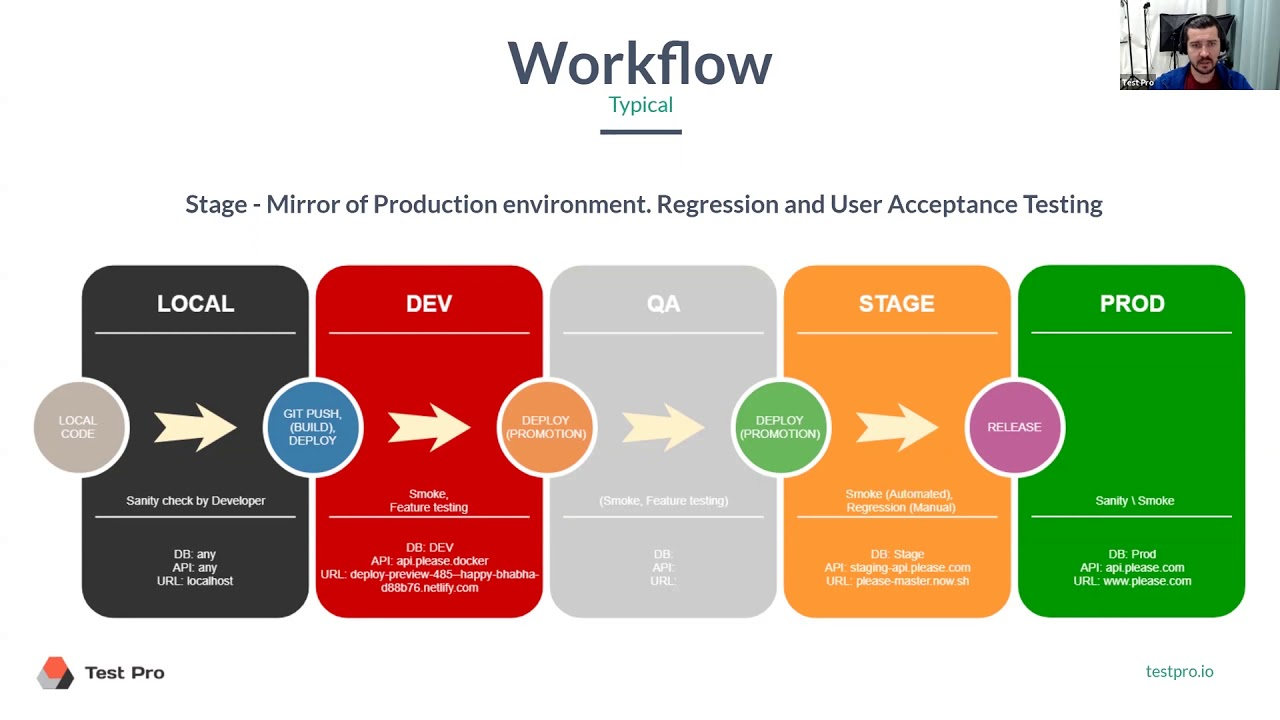 Workflow
Typical
Test Pro
Stage - Mirror of Production environment. Regression and User Acceptance Testing
LOCAL
DEV
QA
STAGE
PROD
LOCAL
CODE
GIT PUSH,
(BUILD),
DEPLOY
DEPLOY
(PROMOTION)
DEPLOY
(PROMOTION)
RELEASE
Sanity check by Developer
Smoke,
Feature testing
(Smoke, Feature testing)
Smoke (Automated),
Regression (Manual)
Sanity \ Smoke
DB: any
API: any
URL: localhost
DB: DEV
API: api.please.docker
URL: deploy-preview-485--happy-bhabha-
d88b76.netlify.com
DB:
API:
URL:
DB: Stage
API: staging-api.please.com
URL: please-master.now.sh
DB: Prod
API: api.please.com
URL: www.please.com
Test Pro
testpro.io